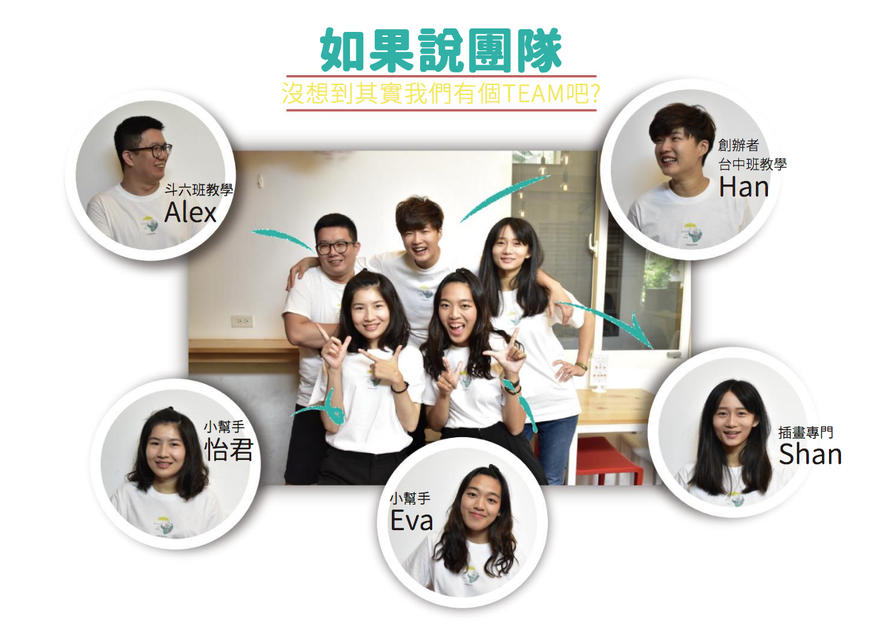 如果說團隊
沒想到其實我們有個TEAM吧?
斗六班教學
Alex
創辦者
台中班教學
Han
小幫手
怡君
小幫手
Eva
插畫專門
Shan